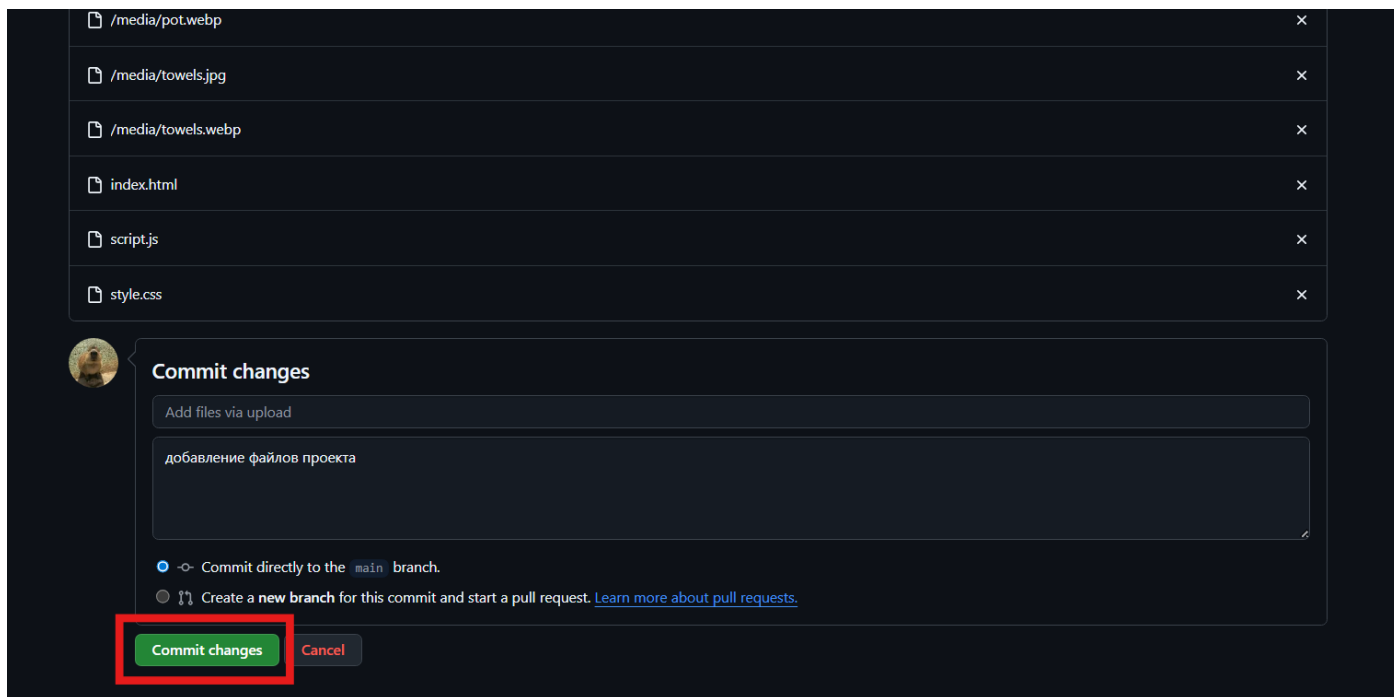 /media/pot.webp
/media/towels.jpg
/media/towels.webp
index.html
script.js
style.css
Commit changes
Add files via upload
добавление файлов проекта
Commit directly to the main branch.
Create a new branch for this commit and start a pull request. Learn more about pull requests.
Commit changes Cancel